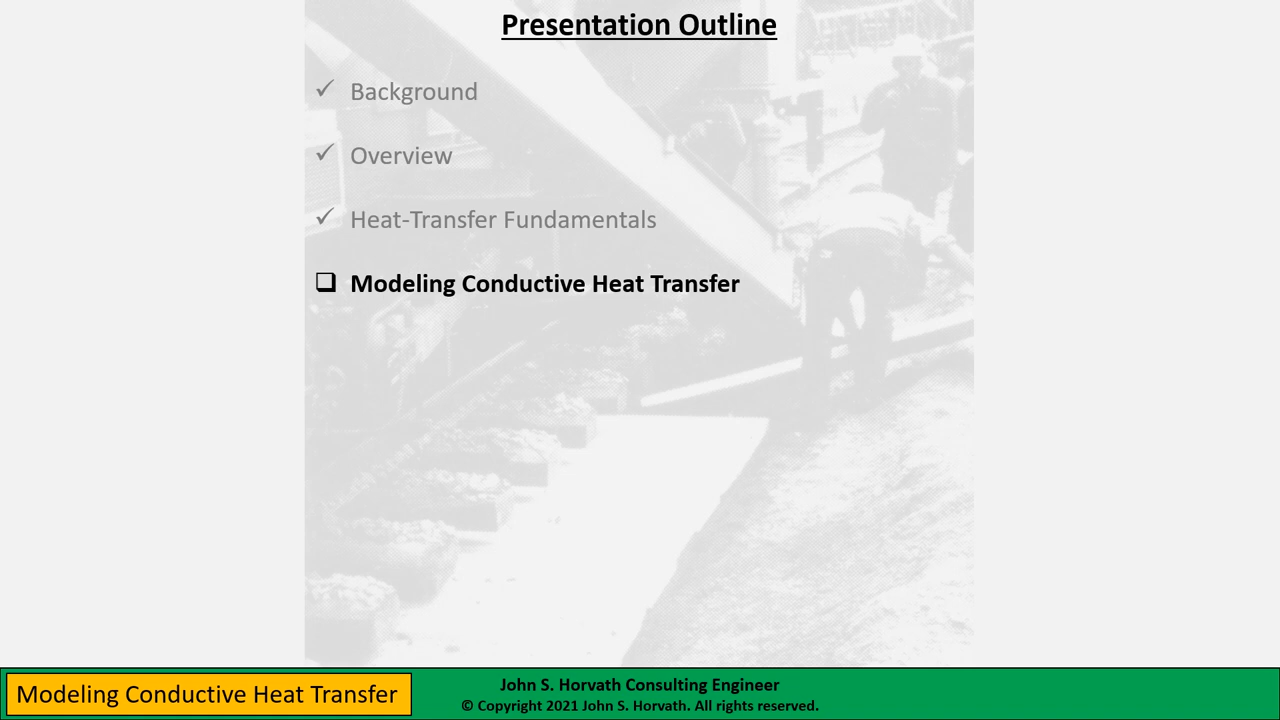 Presentation Outline
✓ Background
✓ Overview
✓ Heat-Transfer Fundamentals
❑ Modeling Conductive Heat Transfer
Modeling Conductive Heat Transfer
John S. Horvath Consulting Engineer
© Copyright 2021 John S. Horvath. All rights reserved.